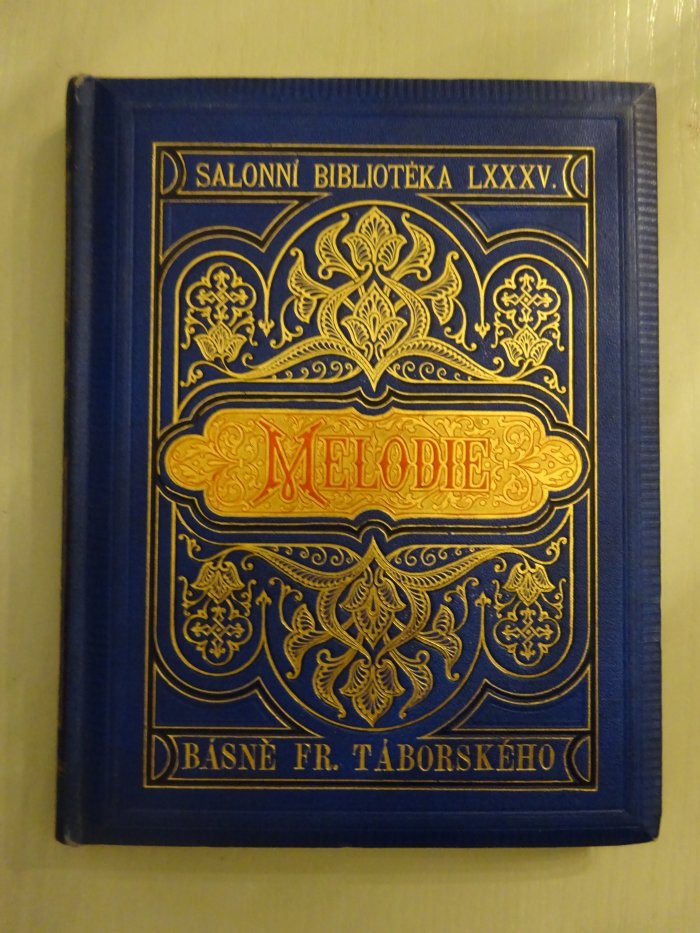 SALONNÍ BIBLIOTÉKA LXXXV.
MELODIE
BÁSNĚ FR. TÁBORSKÉHO